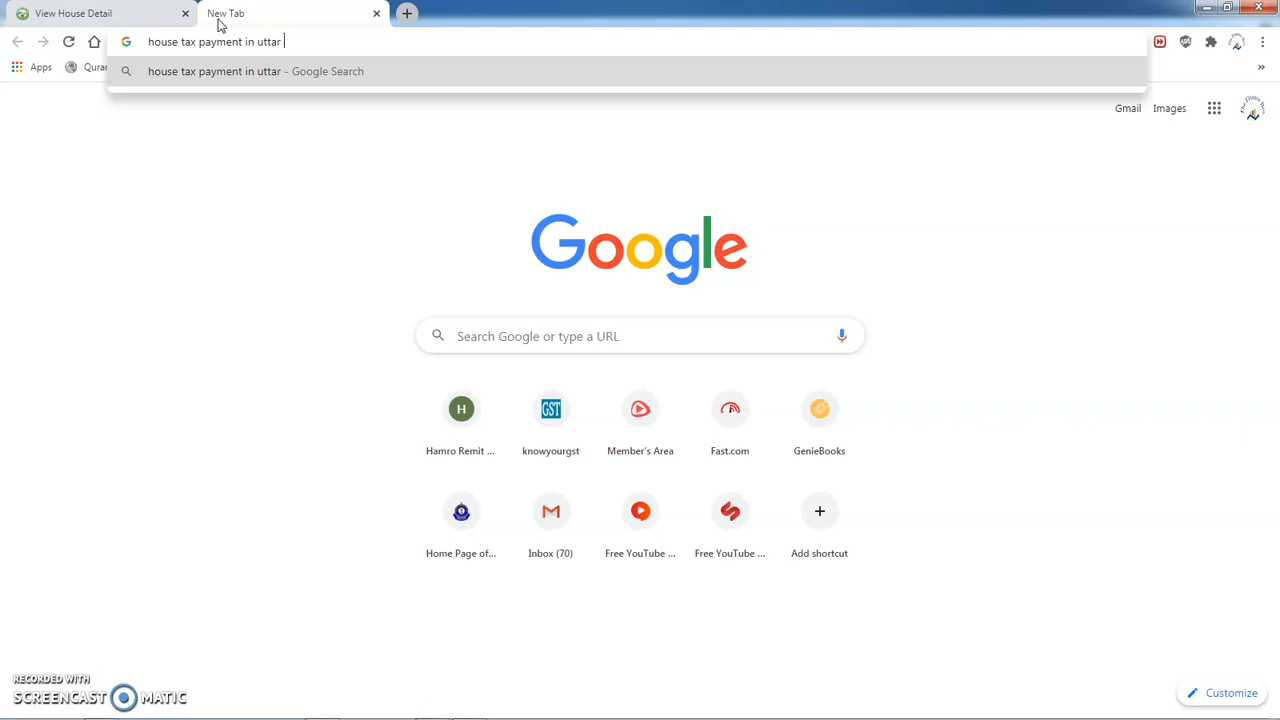 View House Detail
New Tab
house tax payment in uttar
Apps
Quran
house tax payment in uttar - Google Search
Gmail
Images
Google
Search Google or type a URL
H
GST
Hamro Remit ...
knowyourgst
Member's Area
Fast.com
GenieBooks
Home Page of...
Inbox (70)
Free YouTube ...
Free YouTube ...
Add shortcut
RECORDED WITH
SCREENCAST MATIC
Customize